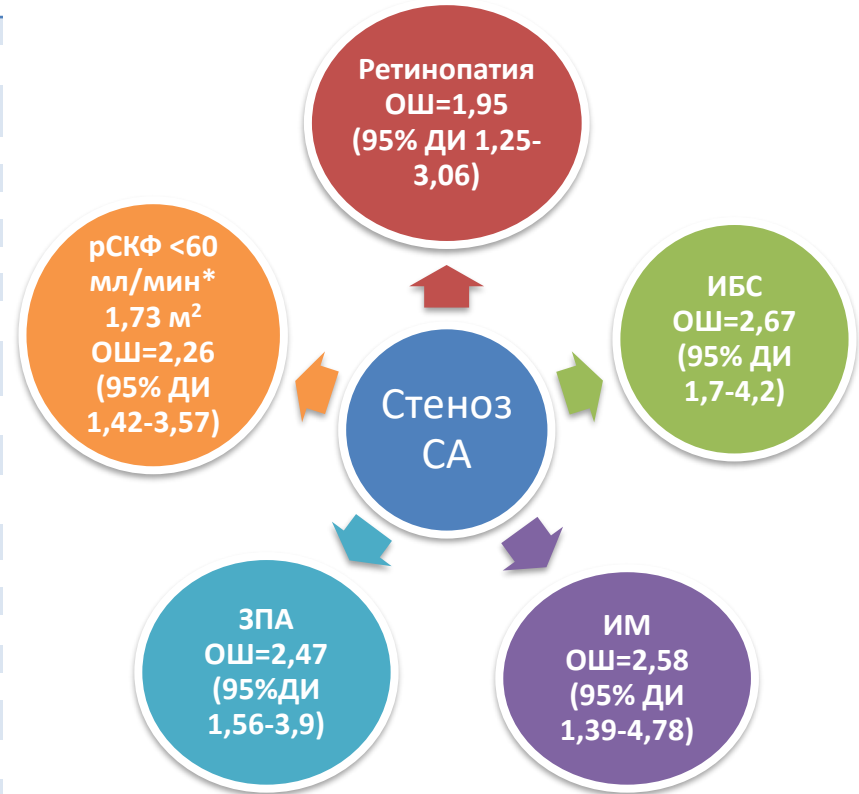 Ретинопатия
ОШ=1,95
(95% ДИ 1,25-
3,06)
рСКФ <60
мл/мин*
1,73 м²
ОШ=2,26
(95% ДИ
1,42-3,57)
ИБС
ОШ=2,67
(95% ДИ
1,7-4,2)
Стеноз
СА
ЗПА
ОШ=2,47
(95%ДИ
1,56-3,9)
ИМ
ОШ=2,58
(95% ДИ
1,39-4,78)